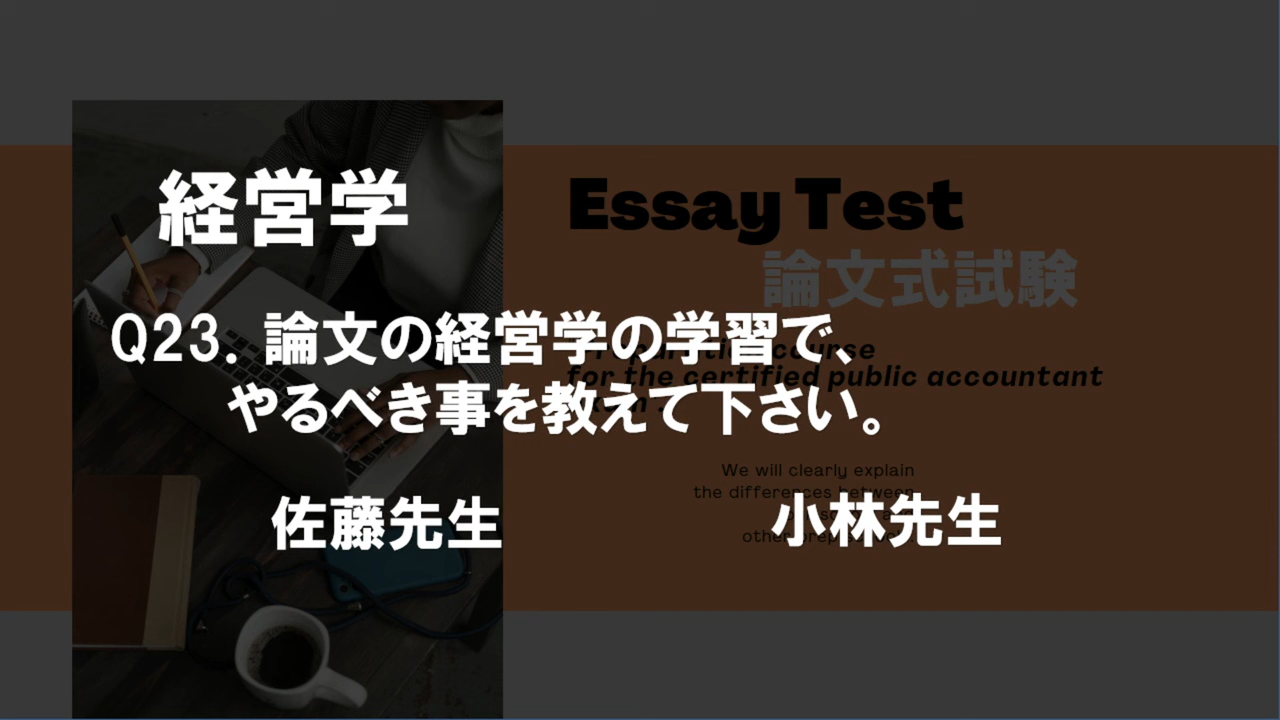 経営学
Essay Test
論文式試験
Q23. 論文の経営学の学習で、
course
for the certified public accountant
やるべき事を教えて下さい。
We will clearly explain
the differences between
佐藤先生
小林先生
other